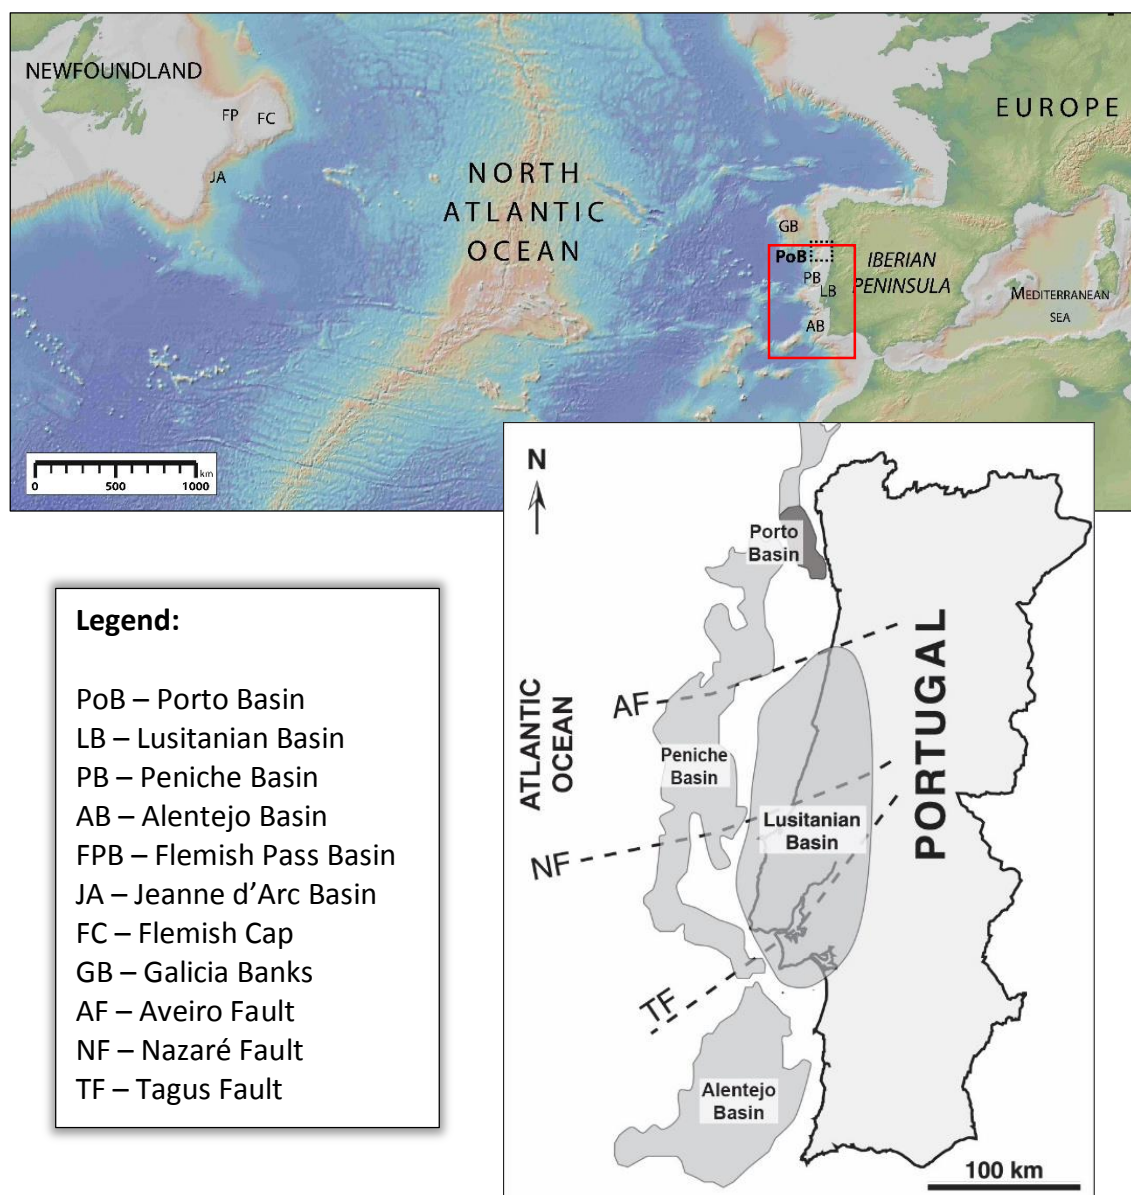 NEWFOUNDLAND
FP
FC
JA
NORTH
ATLANTIC
OCEAN
EUROPE
GB
PoB
PB
LB
AB
IBERIAN
PENINSULA
MEDITERRANEAN
SEA
km
0
500
1000
N
Porto
Basin
AF
ATLANTIC
OCEAN
Peniche
Basin
PORTUGAL
Lusitanian
Basin
NF
TF
Alentejo
Basin
100 km
Legend:
PoB – Porto Basin
LB – Lusitanian Basin
PB – Peniche Basin
AB – Alentejo Basin
FPB – Flemish Pass Basin
JA – Jeanne d’Arc Basin
FC – Flemish Cap
GB – Galicia Banks
AF – Aveiro Fault
NF – Nazaré Fault
TF – Tagus Fault